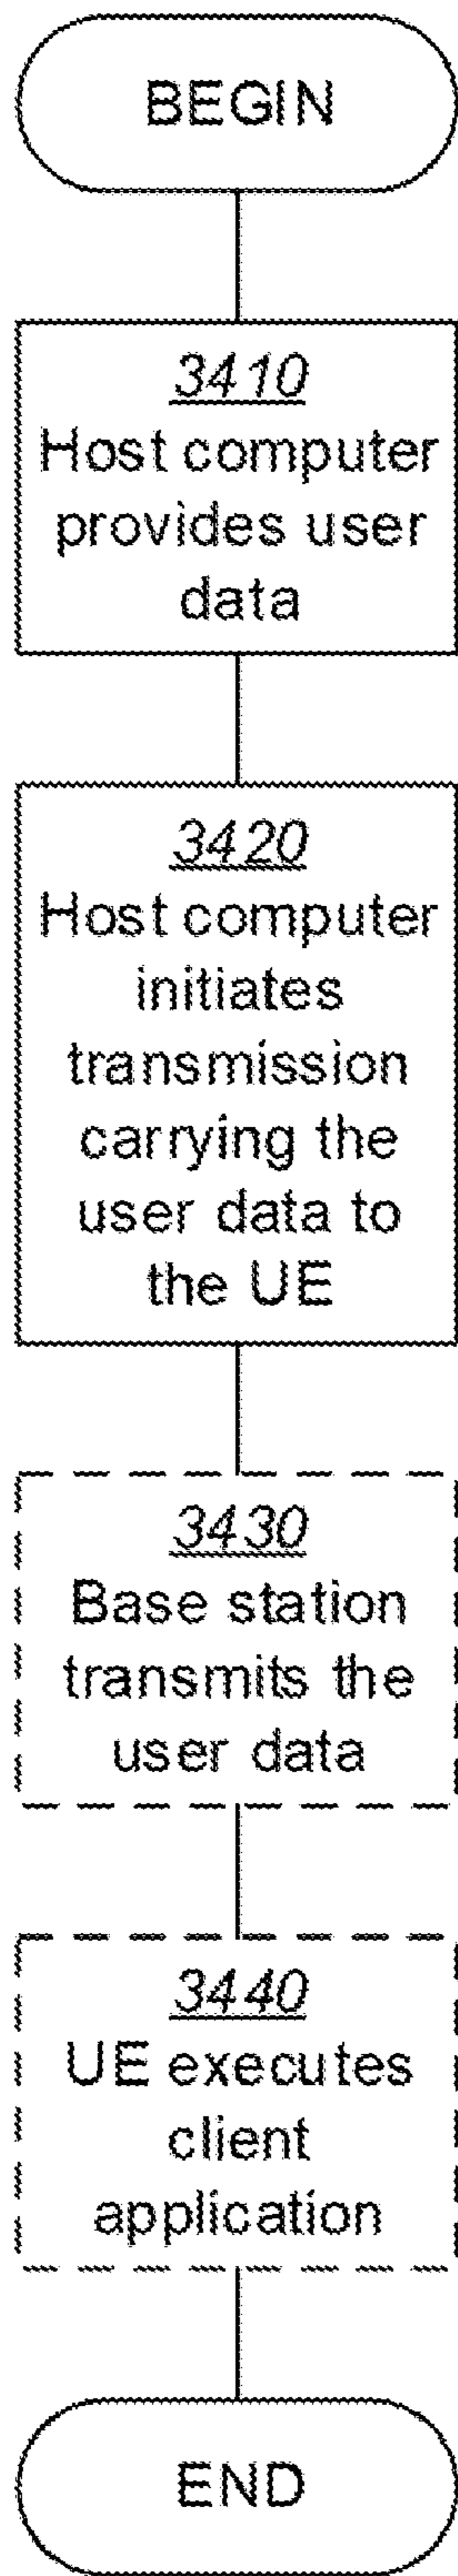 BEGIN
3410
Host computer
provides user
data
3420
Host computer
initiates
transmission
carrying the
user data to
the UE
3430
Base station
transmits the
user data
3440
UE executes
client
application
END